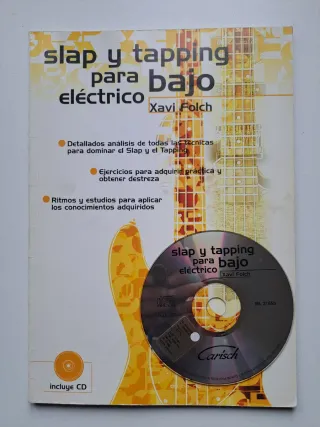 slap y tapping
para bajo
eléctrico
Xavi Folch
Detallados análisis de todas las técnicas
para dominar el Slap y el Tapping
Ejercicios para adquirir práctica y
obtener destreza
Ritmos y estudios para aplicar
los conocimientos adquiridos
slap y tapping
para bajo
eléctrico
Xavi Folch
Carisch
incluye CD